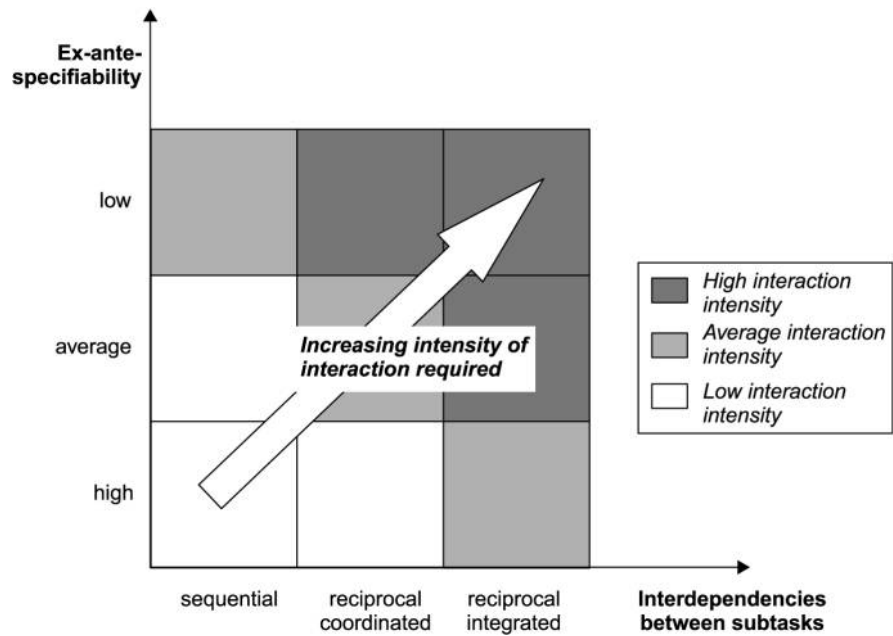 Ex-ante-
specifiability
low
average
high
Increasing intensity of
interaction required
High interaction
intensity
Average interaction
intensity
Low interaction
intensity
sequential
reciprocal
coordinated
reciprocal
integrated
Interdependencies
between subtasks